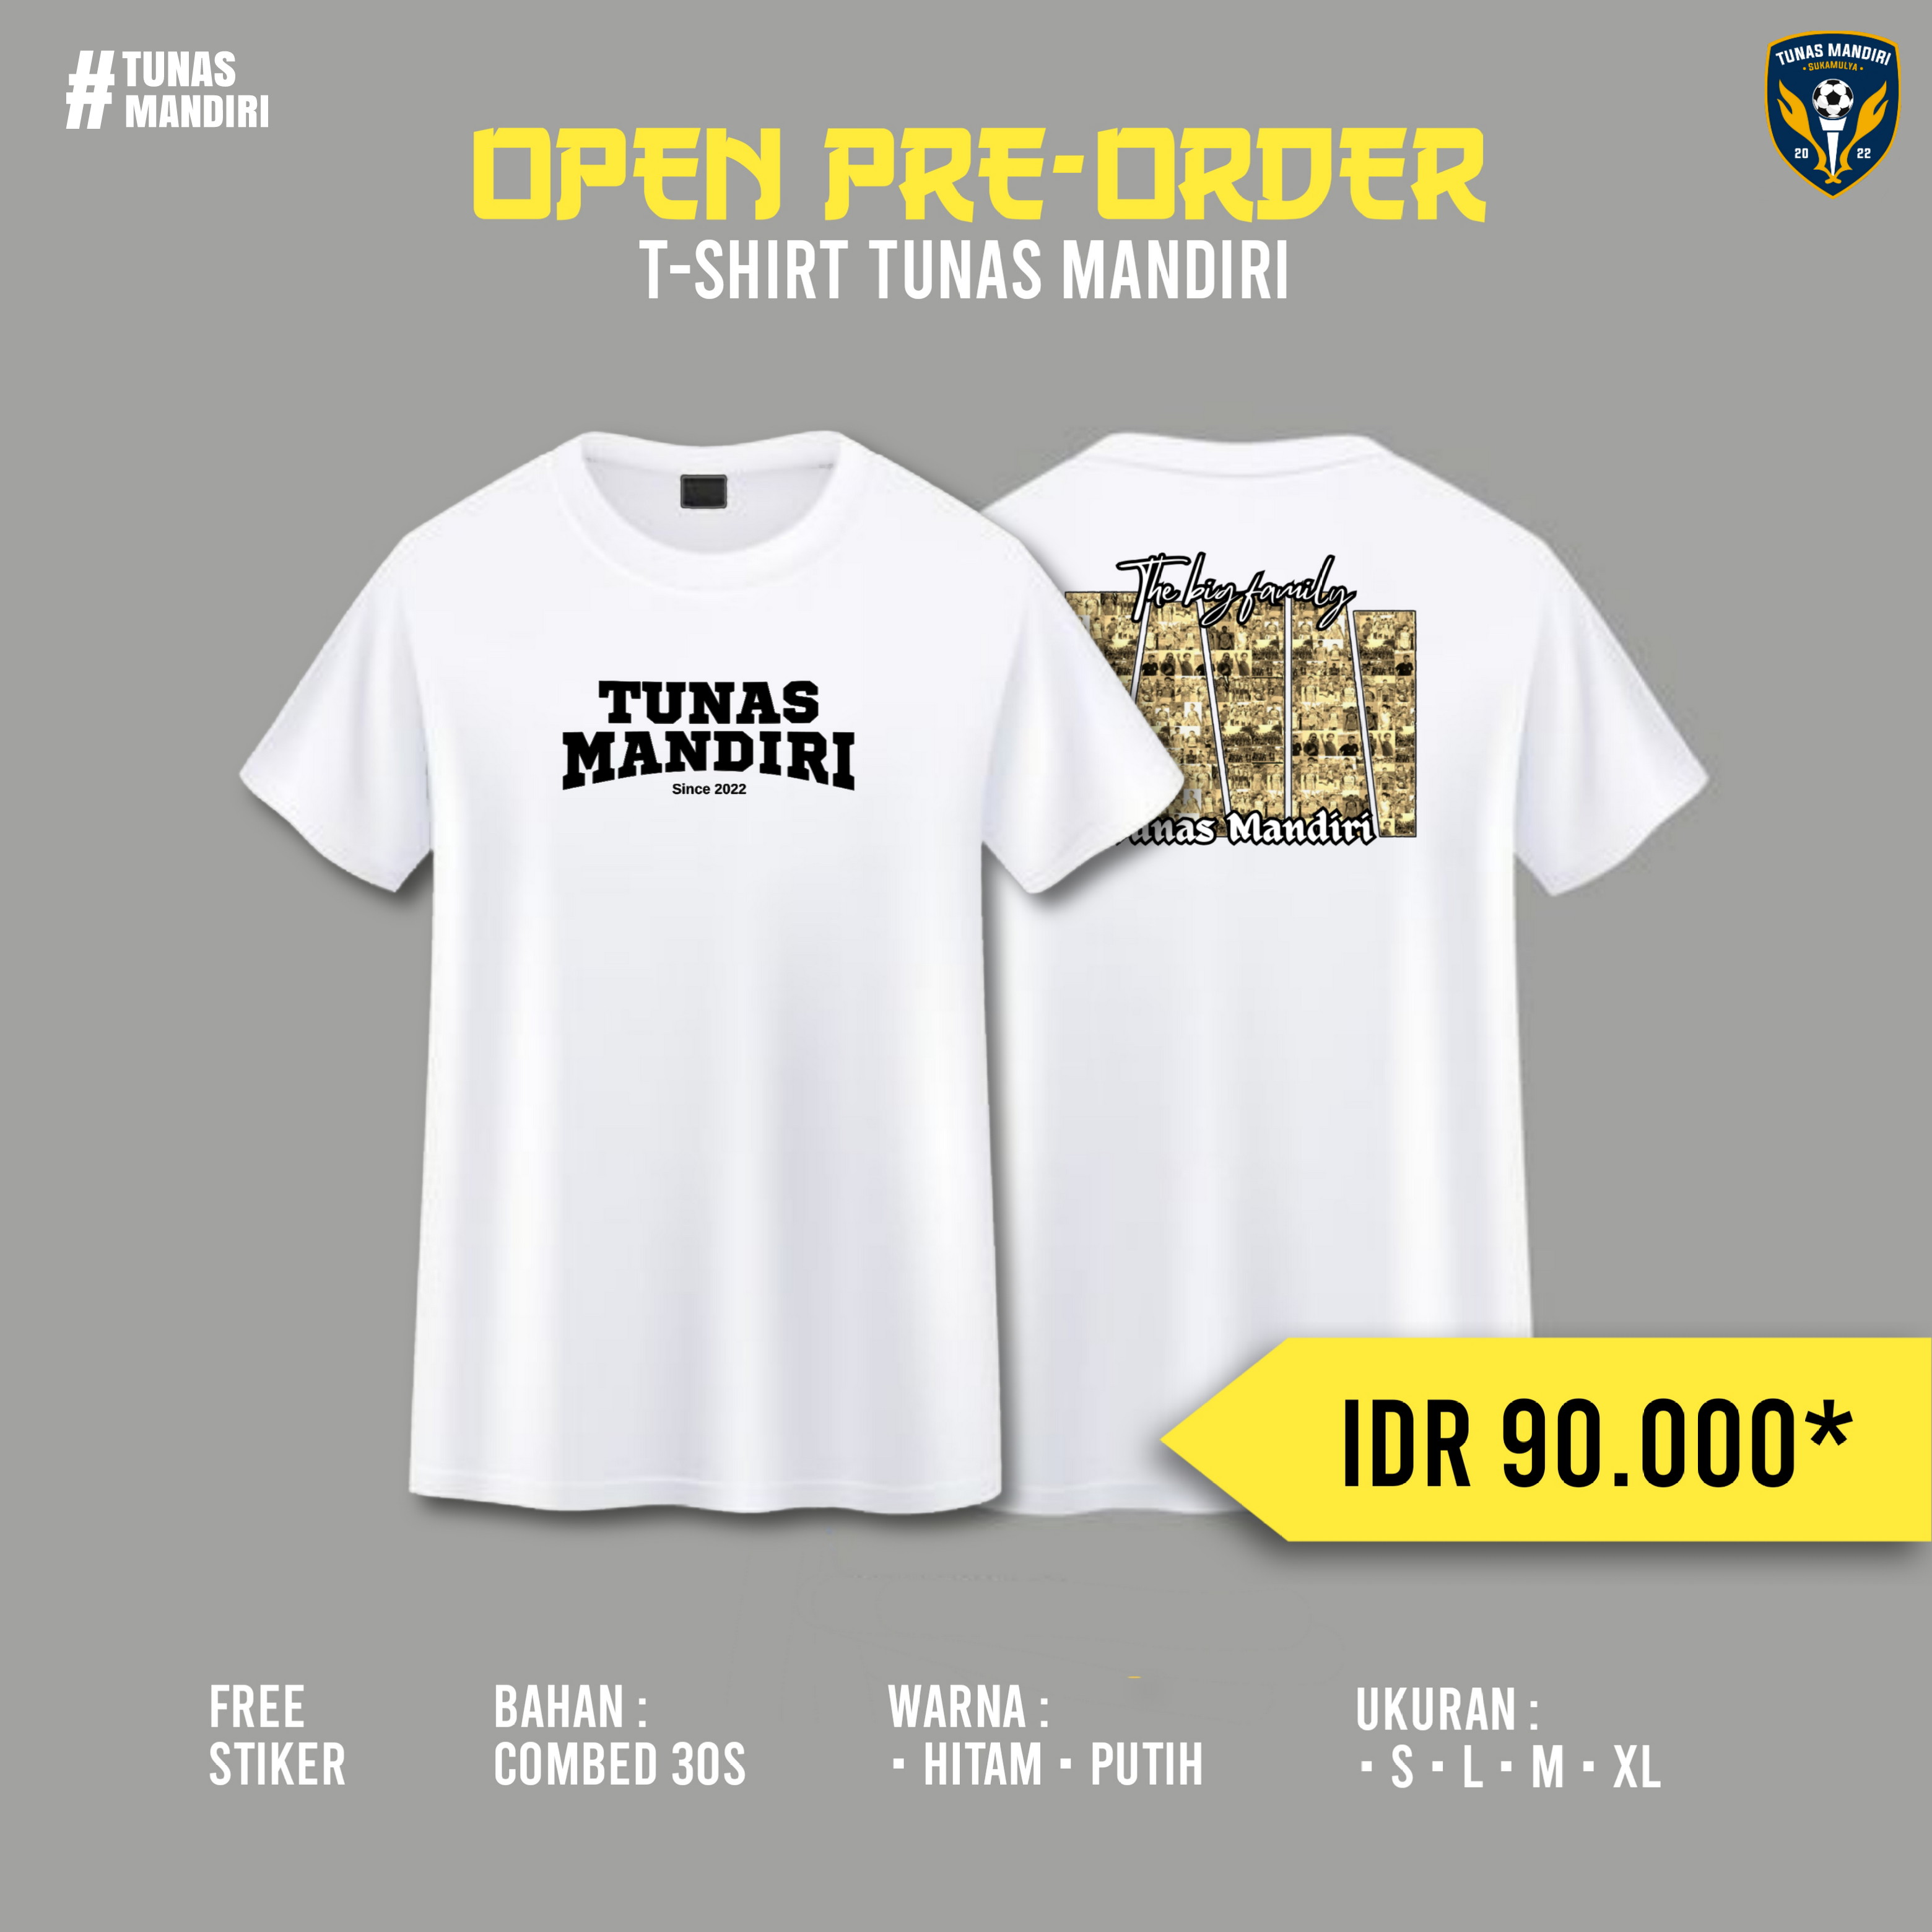 #TUNAS
MANDIRI
TUNAS MANDIRI
• SUKAMULYA •
20 22
OPEN PRE-ORDER
T-SHIRT TUNAS MANDIRI
TUNAS
MANDIRI
Since 2022
The big family
Mandiri
IDR 90.000*
FREE
STIKER
BAHAN :
COMBED 30S
WARNA :
▪ HITAM ▪ PUTIH
UKURAN :
▪ S ▪ L ▪ M ▪ XL